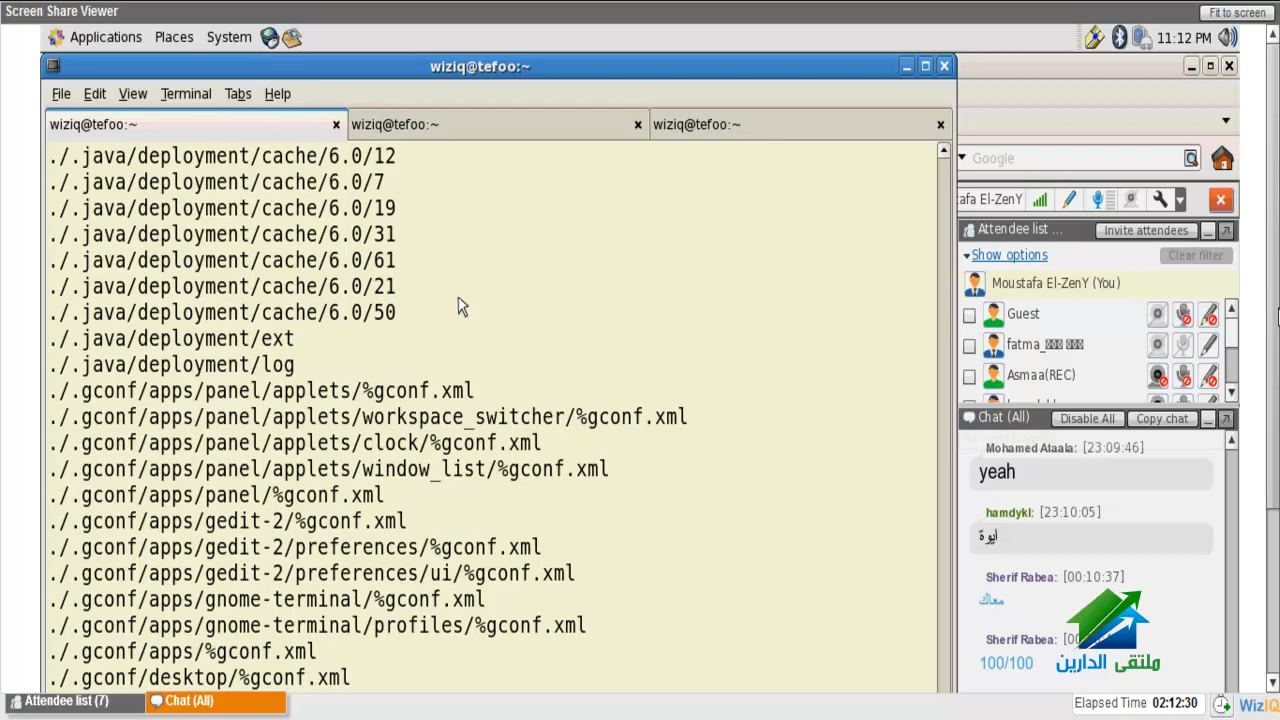 Screen Share Viewer
Fit to screen
Applications Places System
11:12 PM
wiziq@tefoo:~
File Edit View Terminal Tabs Help
wiziq@tefoo:~
wiziq@tefoo:~
wiziq@tefoo:~
././.java/deployment/cache/6.0/12
././.java/deployment/cache/6.0/7
././.java/deployment/cache/6.0/19
././.java/deployment/cache/6.0/31
././.java/deployment/cache/6.0/61
././.java/deployment/cache/6.0/21
././.java/deployment/cache/6.0/50
././.java/deployment/ext
././.java/deployment/log
././.gconf/apps/panel/applets/%gconf.xml
././.gconf/apps/panel/applets/workspace_switcher/%gconf.xml
././.gconf/apps/panel/applets/clock/%gconf.xml
././.gconf/apps/panel/applets/window_list/%gconf.xml
././.gconf/apps/panel/%gconf.xml
././.gconf/apps/gedit-2/%gconf.xml
././.gconf/apps/gedit-2/preferences/%gconf.xml
././.gconf/apps/gedit-2/preferences/ui/%gconf.xml
././.gconf/apps/gnome-terminal/%gconf.xml
././.gconf/apps/gnome-terminal/profiles/%gconf.xml
././.gconf/apps/%gconf.xml
././.gconf/desktop/%gconf.xml
Google
afa El-ZenY
Attendee list ...
Invite attendees
Show options
Clear filter
Moustafa El-ZenY (You)
Guest
fatma_
Asmaa(REC)
Chat (All)
Disable All
Copy chat
Mohamed Alaala: [23:09:46]
yeah
hamdykl: [23:10:05]
ايوة
Sherif Rabea: [00:10:37]
معاك
Sherif Rabea:
100/100
ملتقى الدارين
Attendee list (7)
Chat (All)
Elapsed Time 02:12:30
WizIQ